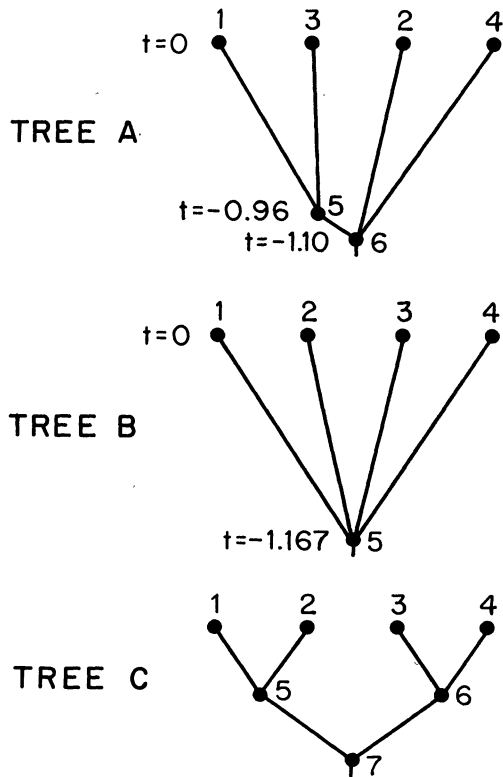 1 3 2 4
t=0
TREE A
t=-0.96 5
t=-1.10 6
1 2 3 4
t=0
TREE B
t=-1.167 5
1 2 3 4
TREE C
5 6
7